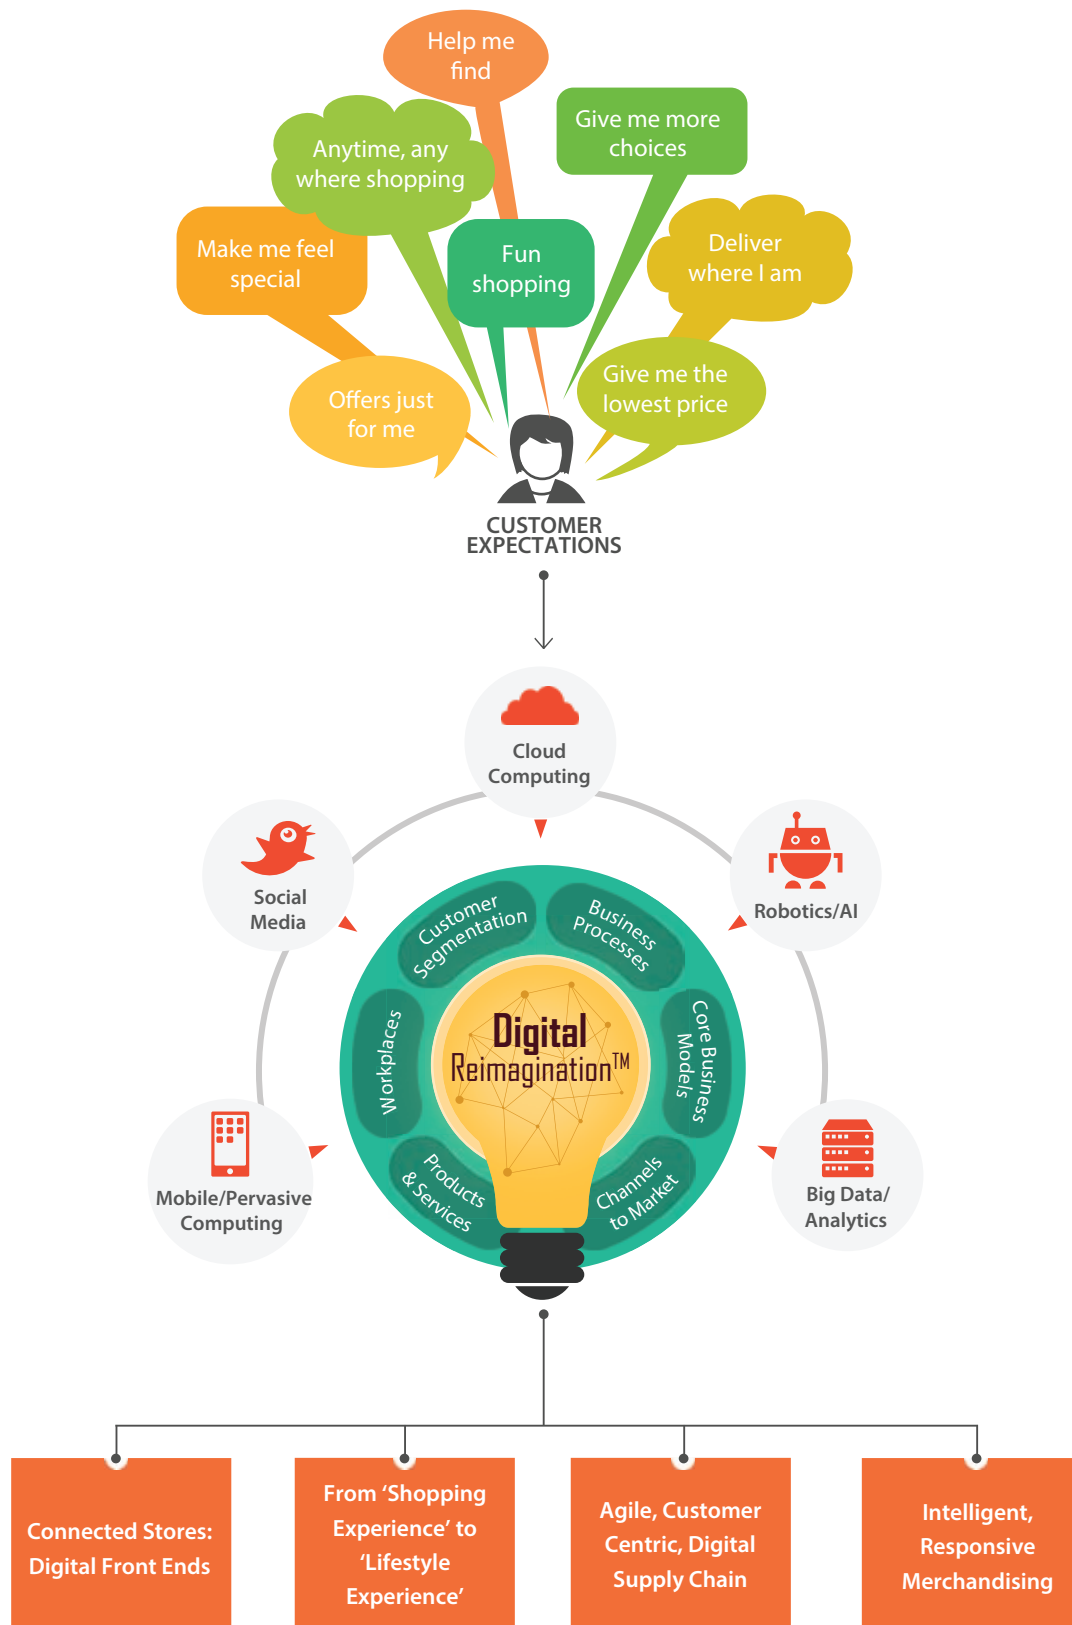 Help me
find
Give me more
choices
Anytime, any
where shopping
Make me feel
special
Fun
shopping
Deliver
where I am
Offers just
for me
Give me the
lowest price
CUSTOMER
EXPECTATIONS
Cloud
Computing
Social
Media
Robotics/AI
Customer
Segmentation
Business
Processes
Workplaces
Core Business
Models
Digital
Reimagination™
Products
& Services
Channels
to Market
Mobile/Pervasive
Computing
Big Data/
Analytics
Connected Stores:
Digital Front Ends
From ‘Shopping
Experience’ to
‘Lifestyle
Experience’
Agile, Customer
Centric, Digital
Supply Chain
Intelligent,
Responsive
Merchandising